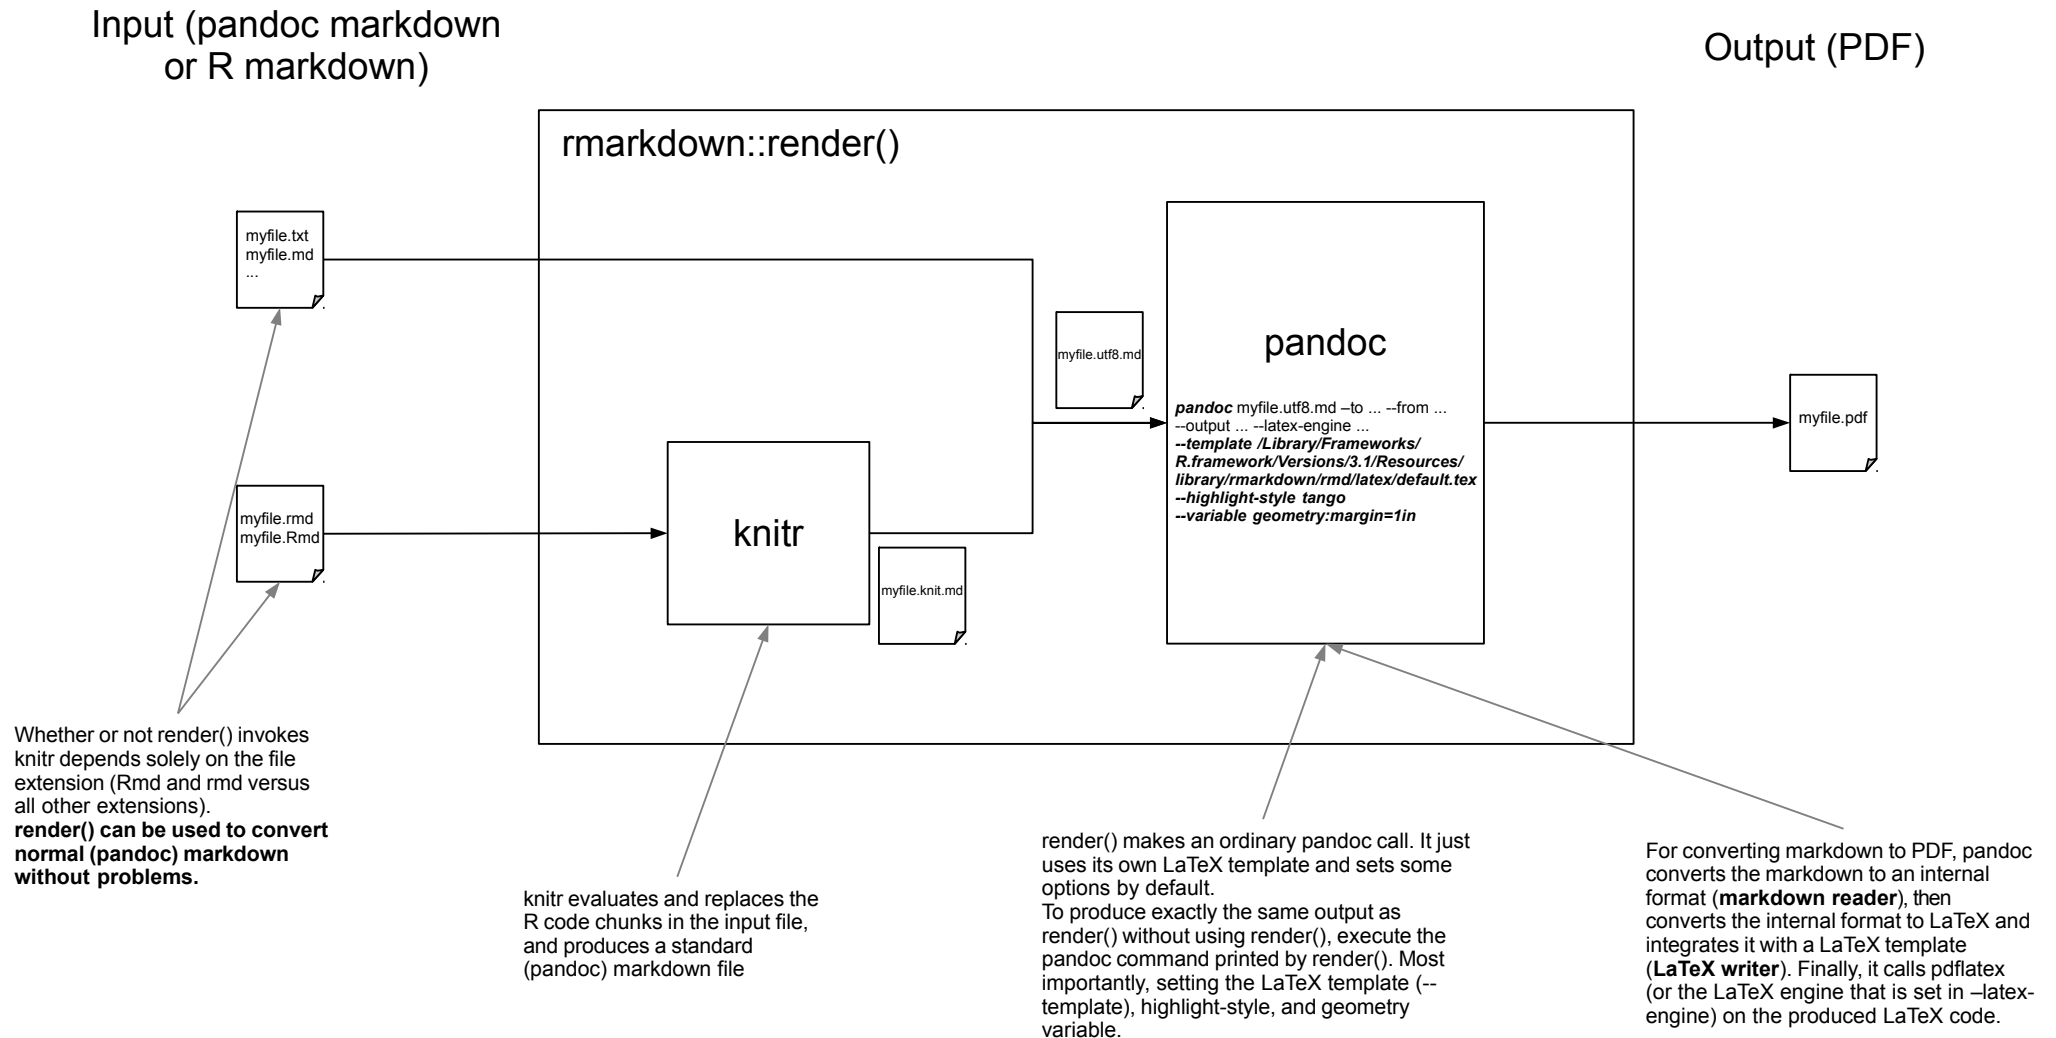 Input (pandoc markdown
or R markdown)
Output (PDF)
rmarkdown::render()
myfile.txt
myfile.md
...
myfile.utf8.md
pandoc
pandoc myfile.utf8.md –to ... --from ...
--output ... --latex-engine ...
--template /Library/Frameworks/
R.framework/Versions/3.1/Resources/
library/rmarkdown/rmd/latex/default.tex
--highlight-style tango
--variable geometry:margin=1in
myfile.pdf
myfile.rmd
myfile.Rmd
knitr
myfile.knit.md
Whether or not render() invokes
knitr depends solely on the file
extension (Rmd and rmd versus
all other extensions).
render() can be used to convert
normal (pandoc) markdown
without problems.
knitr evaluates and replaces the
R code chunks in the input file,
and produces a standard
(pandoc) markdown file
render() makes an ordinary pandoc call. It just
uses its own LaTeX template and sets some
options by default.
To produce exactly the same output as
render() without using render(), execute the
pandoc command printed by render(). Most
importantly, setting the LaTeX template (--
template), highlight-style, and geometry
variable.
For converting markdown to PDF, pandoc
converts the markdown to an internal
format (markdown reader), then
converts the internal format to LaTeX and
integrates it with a LaTeX template
(LaTeX writer). Finally, it calls pdflatex
(or the LaTeX engine that is set in –latex-
engine) on the produced LaTeX code.